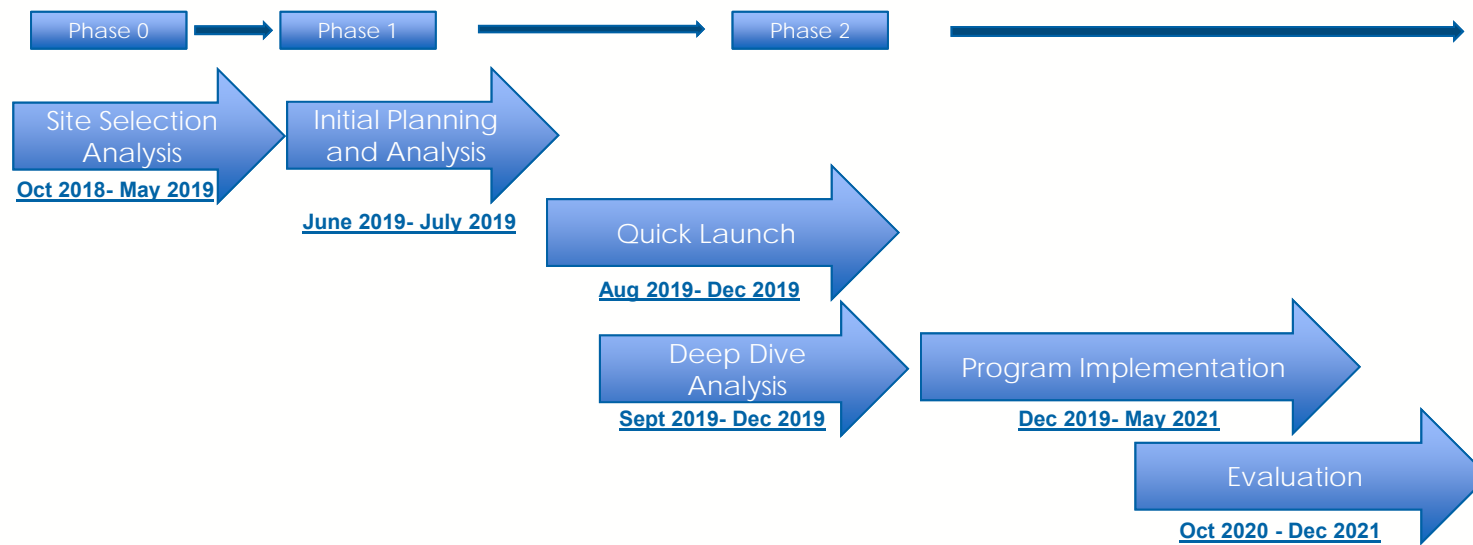 Phase 0
Phase 1
Phase 2
Site Selection
Analysis
Oct 2018- May 2019
Initial Planning
and Analysis
June 2019- July 2019
Quick Launch
Aug 2019- Dec 2019
Deep Dive
Analysis
Sept 2019- Dec 2019
Program Implementation
Dec 2019- May 2021
Evaluation
Oct 2020 - Dec 2021